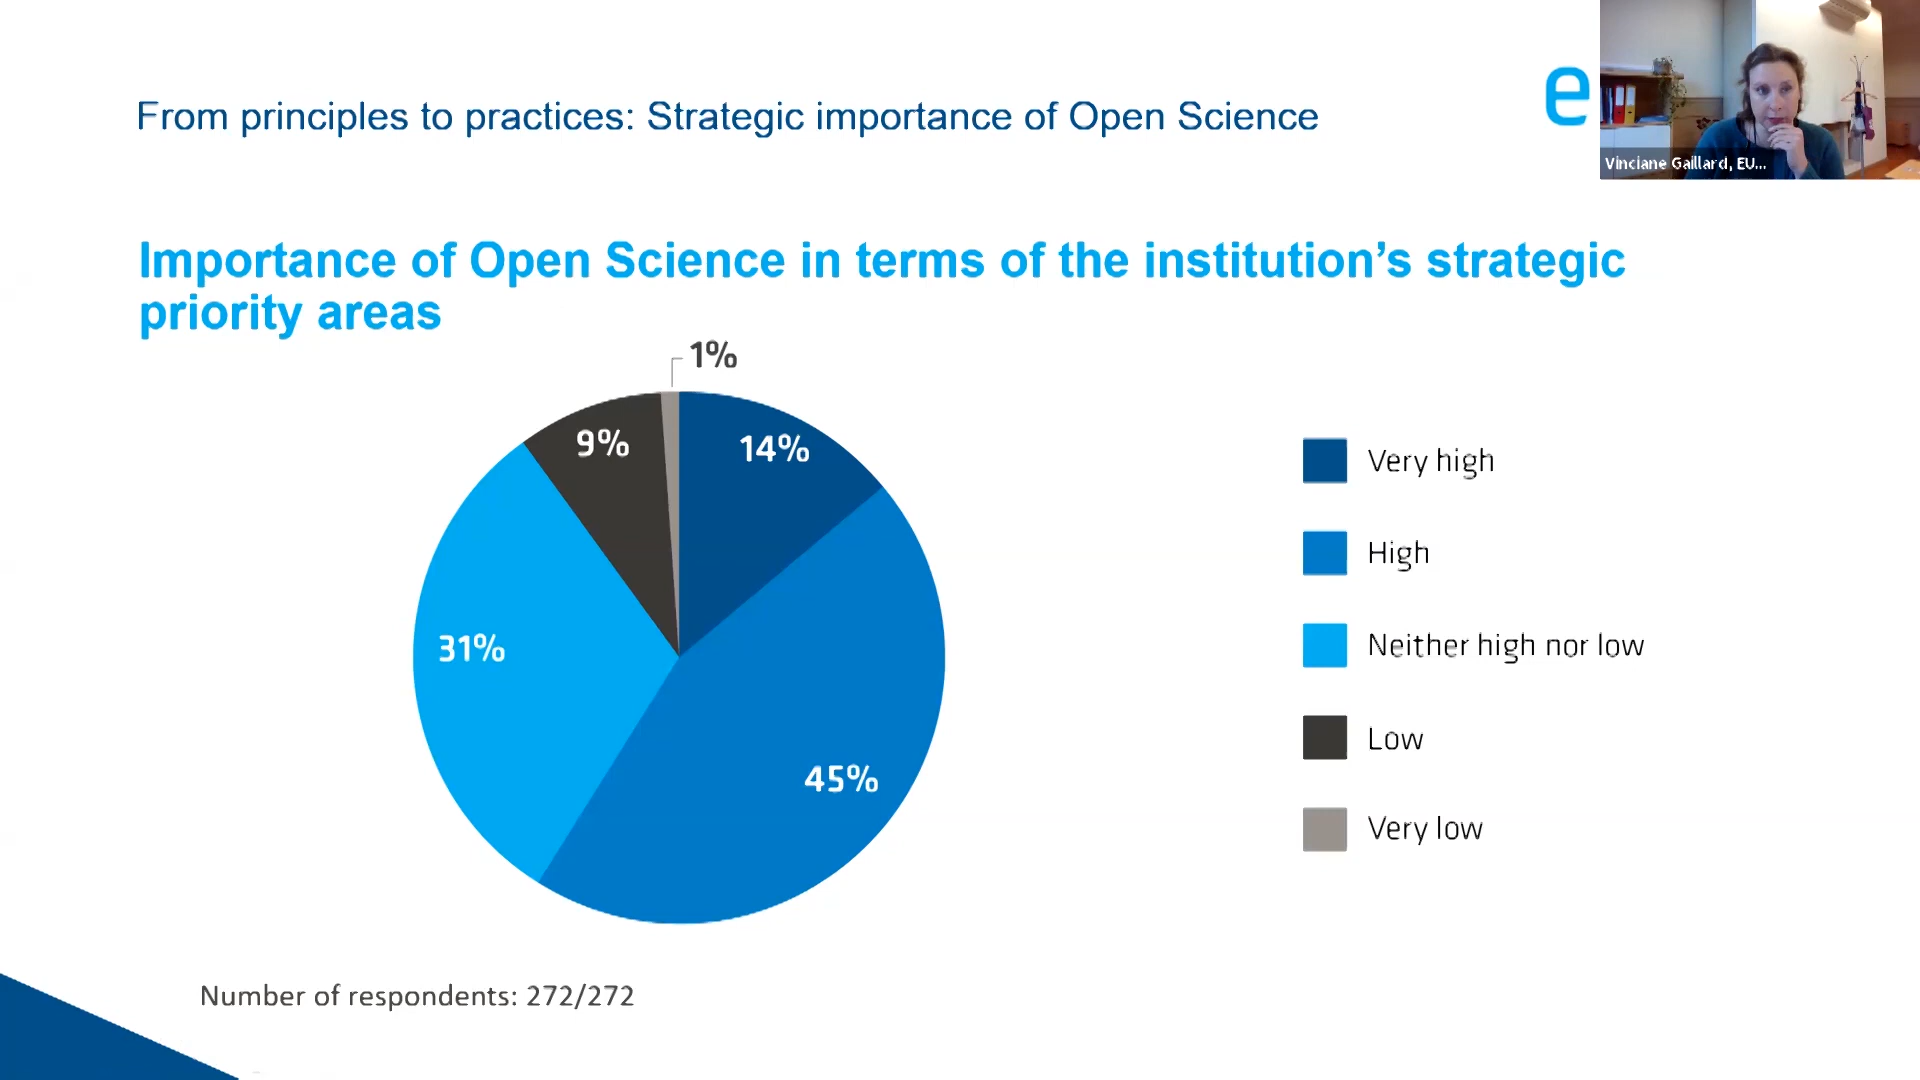 From principles to practices: Strategic importance of Open Science
e
Vinciane Gaillard, EU...
Importance of Open Science in terms of the institution’s strategic
priority areas
1%
9%
14%
31%
45%
Very high
High
Neither high nor low
Low
Very low
Number of respondents: 272/272